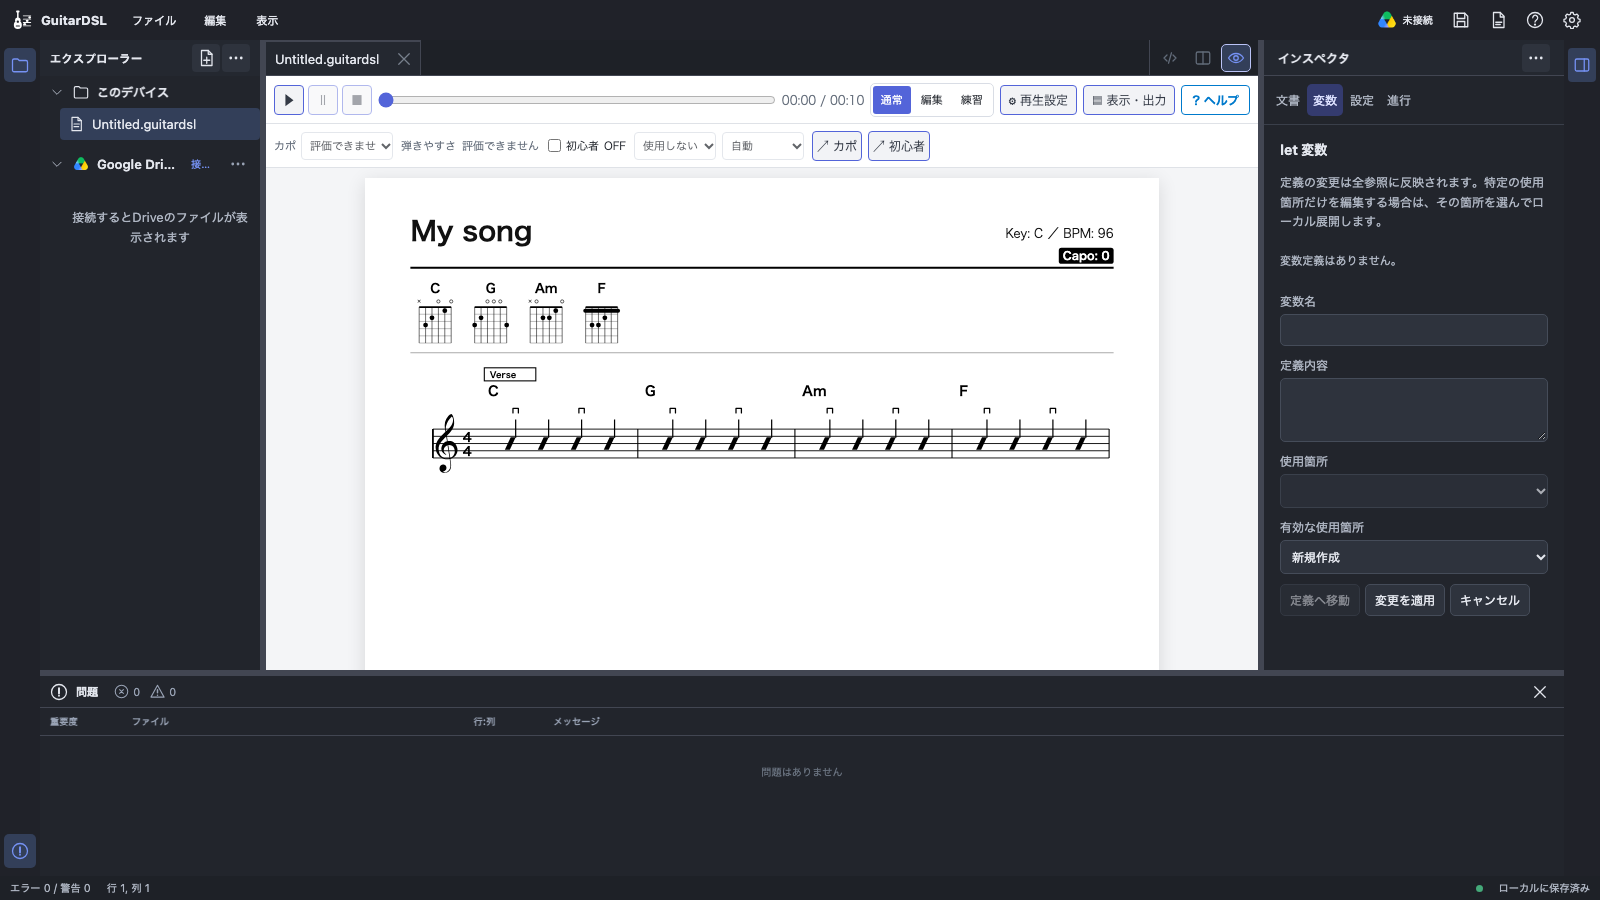 GuitarDSL ファイル 編集 表示 未接続
エクスプローラー
このデバイス
Untitled.guitardsl
Google Dri... 接...
接続するとDriveのファイルが表
示されます
Untitled.guitardsl
00:00 / 00:10 通常 編集 練習 再生設定 表示・出力 ? ヘルプ
カポ 評価できませ 弾きやすさ 評価できません 初心者 OFF 使用しない 自動 カポ 初心者
My song
Key: C ／ BPM: 96
Capo: 0
C G Am F
Verse
C G Am F
4
4
インスペクタ
文書 変数 設定 進行
let 変数
定義の変更は全参照に反映されます。特定の使用
箇所だけを編集する場合は、その箇所を選んでロ
ーカル展開します。
変数定義はありません。
変数名
定義内容
使用箇所
有効な使用箇所
新規作成
定義へ移動 変更を適用 キャンセル
問題 0 0
重要度 ファイル 行:列 メッセージ
問題はありません
エラー 0 / 警告 0 行 1, 列 1 ローカルに保存済み